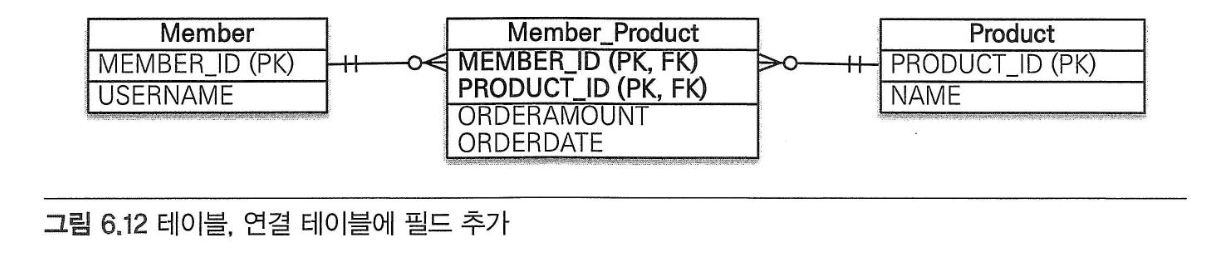 Member
MEMBER_ID (PK)
USERNAME
Member_Product
MEMBER_ID (PK, FK)
PRODUCT_ID (PK, FK)
ORDERAMOUNT
ORDERDATE
Product
PRODUCT_ID (PK)
NAME
그림 6.12 테이블, 연결 테이블에 필드 추가